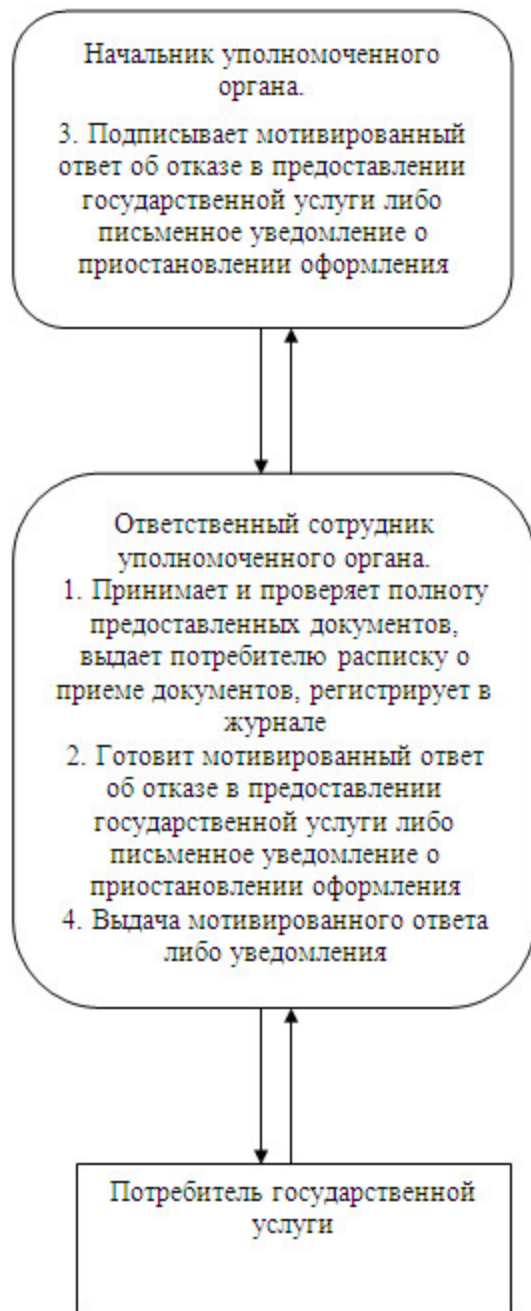 Начальник уполномоченного
органа.
3. Подписывает мотивированный
ответ об отказе в предоставлении
государственной услуги либо
письменное уведомление о
приостановлении оформления
Ответственный сотрудник
уполномоченного органа.
1. Принимает и проверяет полноту
предоставленных документов,
выдает потребителю расписку о
приеме документов, регистрирует в
журнале
2. Готовит мотивированный ответ
об отказе в предоставлении
государственной услуги либо
письменное уведомление о
приостановлении оформления
4. Выдача мотивированного ответа
либо уведомления
Потребитель государственной
услуги